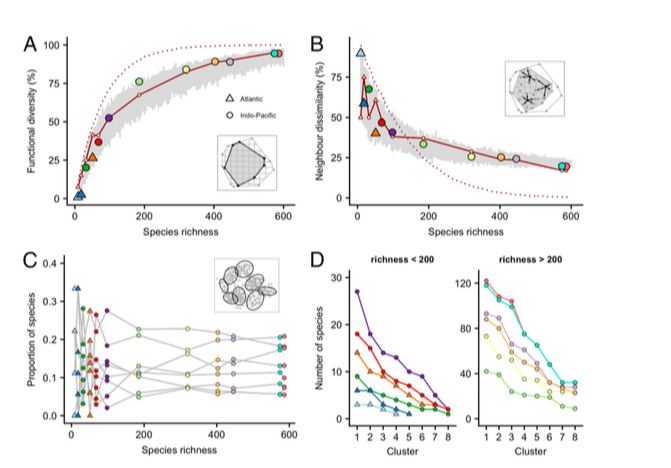 A
Functional diversity (%)
100
75
50
25
0
Atlantic
Indo-Pacific
0 200 400 600
Species richness
B
Neighbour dissimilarity (%)
75
50
25
0
0 200 400 600
Species richness
C
Proportion of species
0.4
0.3
0.2
0.1
0.0
0 200 400 600
Species richness
D
richness < 200
richness > 200
Number of species
30
20
10
0
120
80
40
0
1 2 3 4 5 6 7 8
1 2 3 4 5 6 7 8
Cluster
Cluster